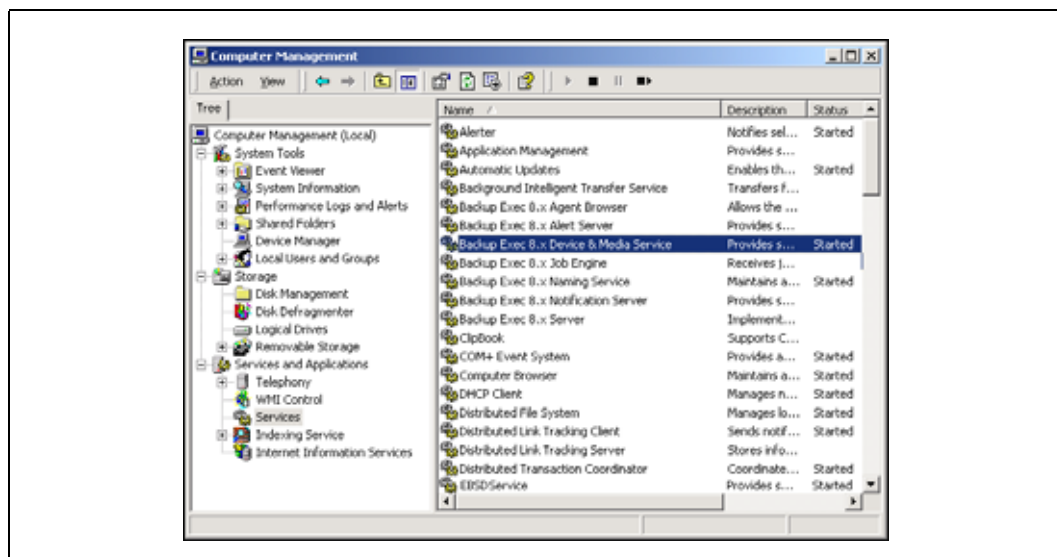 Computer Management
Action View
Tree
Computer Management (Local)
System Tools
Event Viewer
System Information
Performance Logs and Alerts
Shared Folders
Device Manager
Local Users and Groups
Storage
Disk Management
Disk Defragmenter
Logical Drives
Removable Storage
Services and Applications
Telephony
WMI Control
Services
Indexing Service
Internet Information Services
Name Description Status
Alerter Notifies sel... Started
Application Management Provides s...
Automatic Updates Enables th... Started
Background Intelligent Transfer Service Transfers f...
Backup Exec 8.x Agent Browser Allows the ...
Backup Exec 8.x Alert Server Provides s...
Backup Exec 8.x Device & Media Service Provides s... Started
Backup Exec 8.x Job Engine Receives j...
Backup Exec 8.x Naming Service Maintains a... Started
Backup Exec 8.x Notification Server Provides s...
Backup Exec 8.x Server Implement...
ClipBook Supports C...
COM+ Event System Provides a... Started
Computer Browser Maintains a... Started
DHCP Client Manages n... Started
Distributed File System Manages lo... Started
Distributed Link Tracking Client Sends notif... Started
Distributed Link Tracking Server Stores info...
Distributed Transaction Coordinator Coordinate... Started
EBSDService Provides s... Started